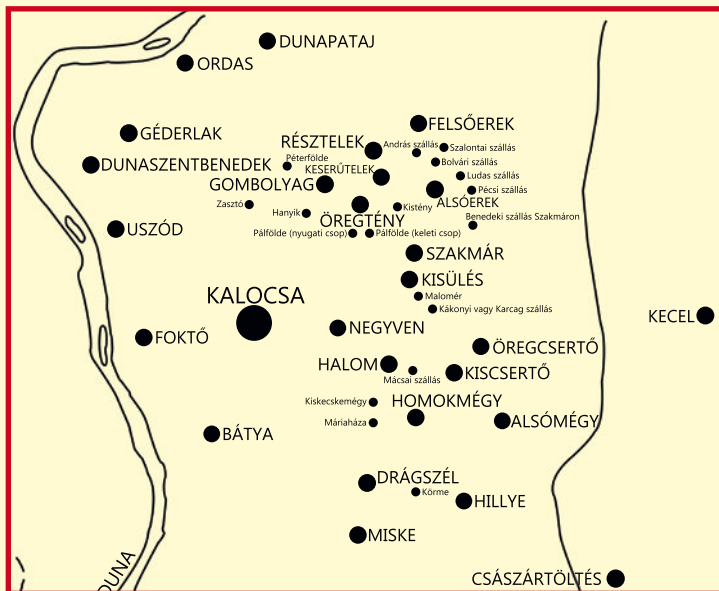 DUNAPATAJ
ORDAS
FELSŐEREK
GÉDERLAK
RÉSZTELEK
András szállás
Szalontai szállás
Bolvári szállás
DUNASZENTBENEDEK
Péterfölde
KESERŰTELEK
Ludas szállás
GOMBOLYAG
Pécsi szállás
ALSÓEREK
Zasztó
Hanyik
Kistény
ÖREGTÉNY
Benedeki szállás Szakmáron
USZÓD
Pálfölde (nyugati csop)
Pálfölde (keleti csop)
SZAKMÁR
KISÜLÉS
KALOCSA
Malomér
Kákonyi vagy Karcag szállás
KECEL
NEGYVEN
FOKTŐ
ÖREGCSERTŐ
HALOM
KISCSERTŐ
Mácsai szállás
Kiskecskemégy
HOMOKMÉGY
Máriaháza
ALSÓMÉGY
BÁTYA
DRÁGSZÉL
Körme
HILLYE
MISKE
DUNA
CSÁSZÁRTÖLTÉS